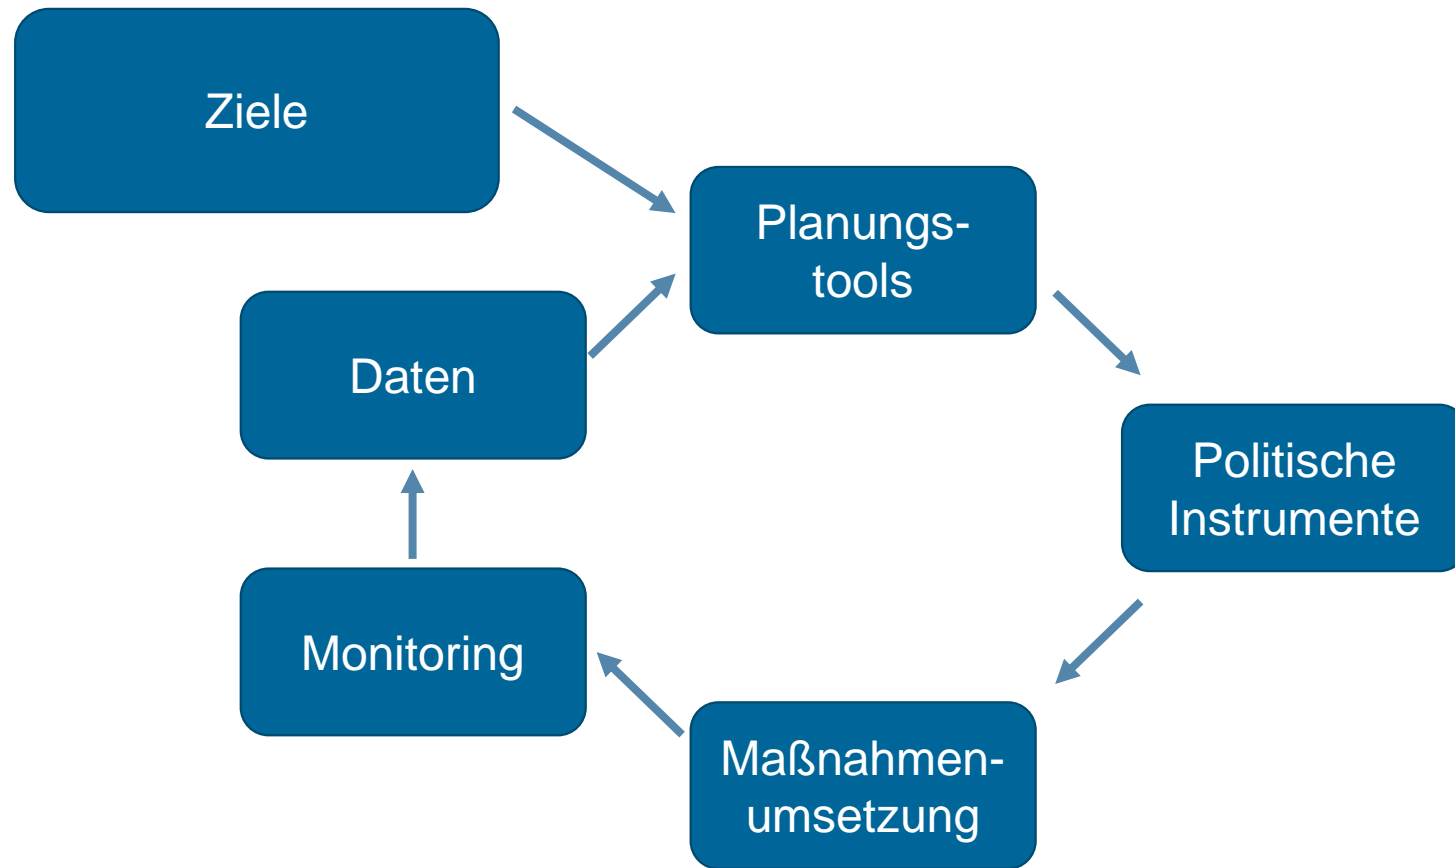 Ziele
Planungs-
tools
Daten
Politische
Instrumente
Monitoring
Maßnahmen-
umsetzung